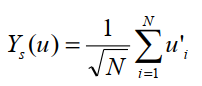 Y_s(u) = \frac{1}{\sqrt{N}} \sum_{i=1}^{N} u'_i